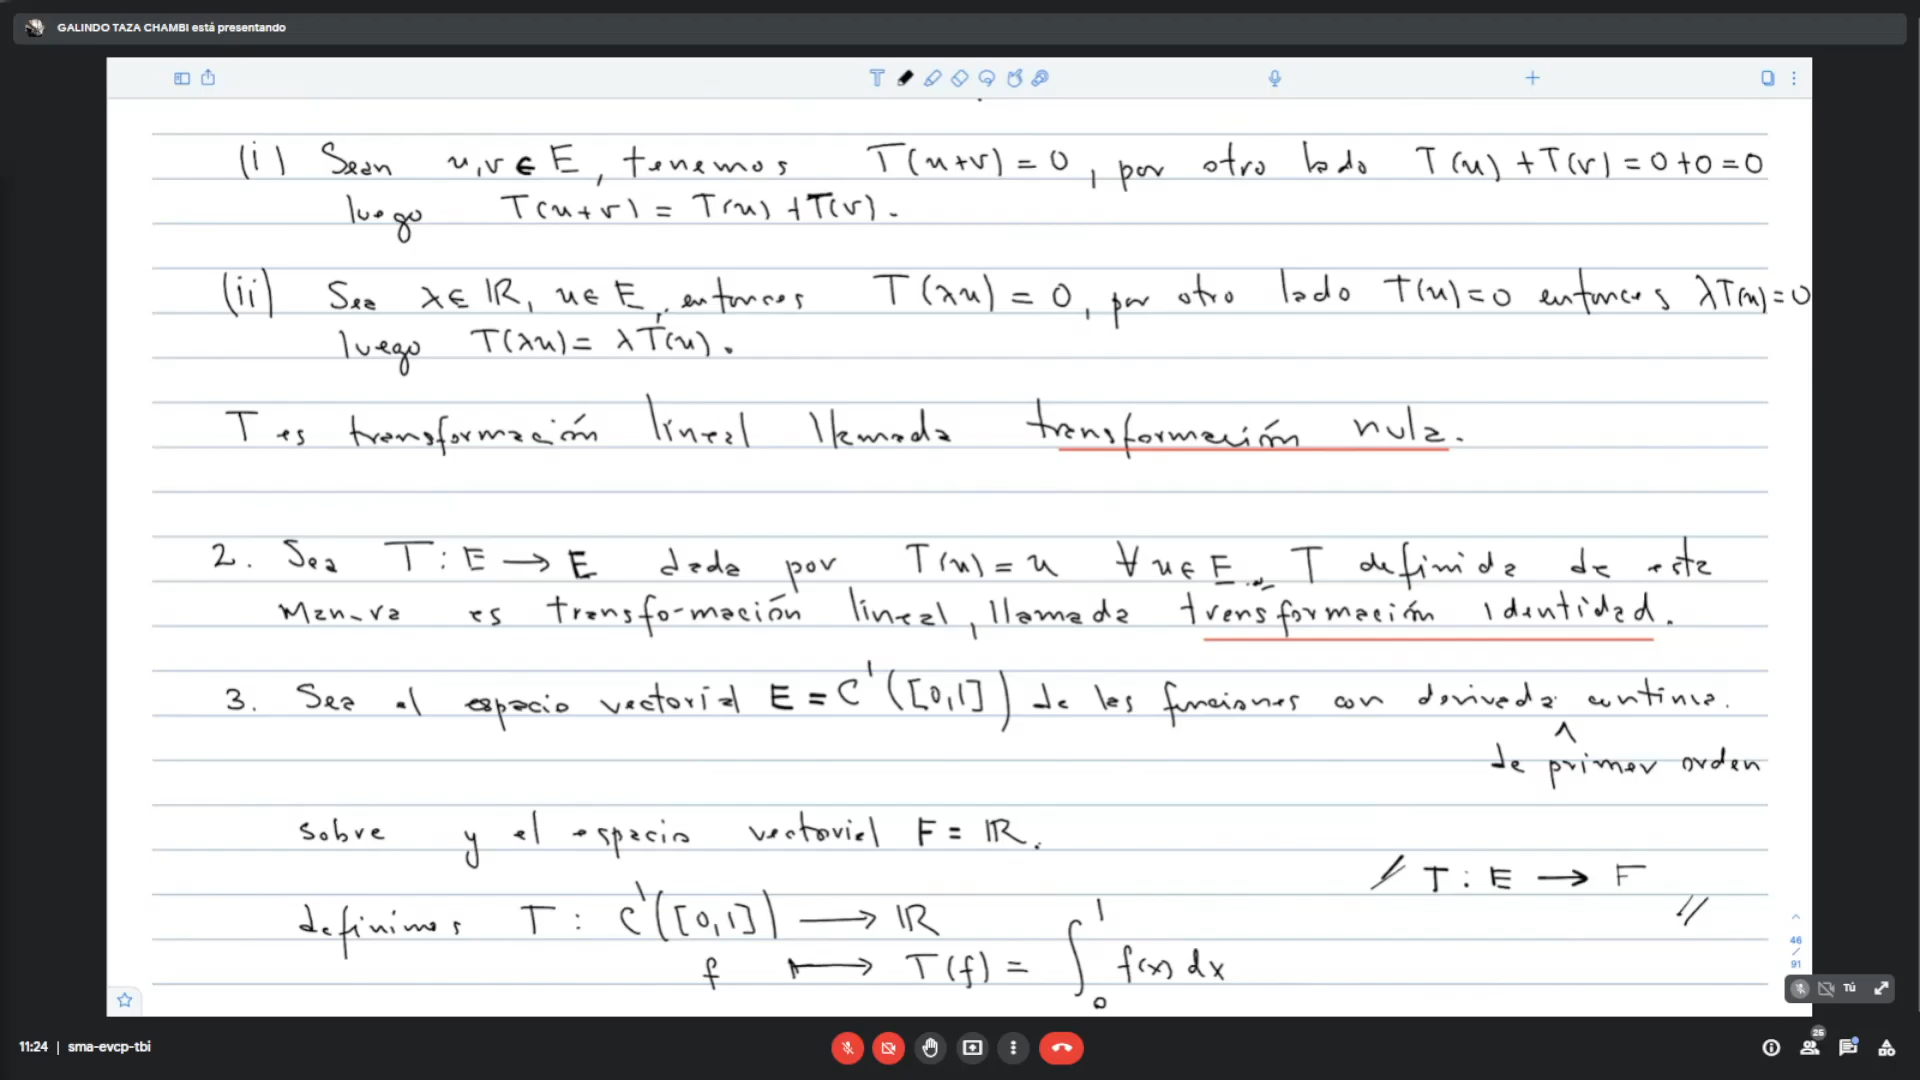 GALINDO TAZA CHAMBI está presentando
(i) Sean u,v ∈ E, tenemos T(u+v) = 0, por otro lado T(u) + T(v) = 0+0 = 0
luego T(u+v) = T(u) + T(v).
(ii) Sea λ ∈ ℝ, u ∈ E, entonces T(λu) = 0, por otro lado T(u) = 0 entonces λT(u) = 0
luego T(λu) = λT(u).
T es transformación lineal llamada transformación nula.
2. Sea T : E → E dada por T(u) = u ∀ u ∈ E. T definida de esta
manera es transformación lineal, llamada transformación identidad.
3. Sea el espacio vectorial E = C¹([0,1]) de las funciones con derivada continua.
^
de primer orden
sobre y el espacio vectorial F = ℝ.
T : E → F //
definimos T : C¹([0,1]) → ℝ
f ↦ T(f) = ∫₀¹ f(x) dx
46
/
91
Tú
11:24 | sma-evcp-tbi
25